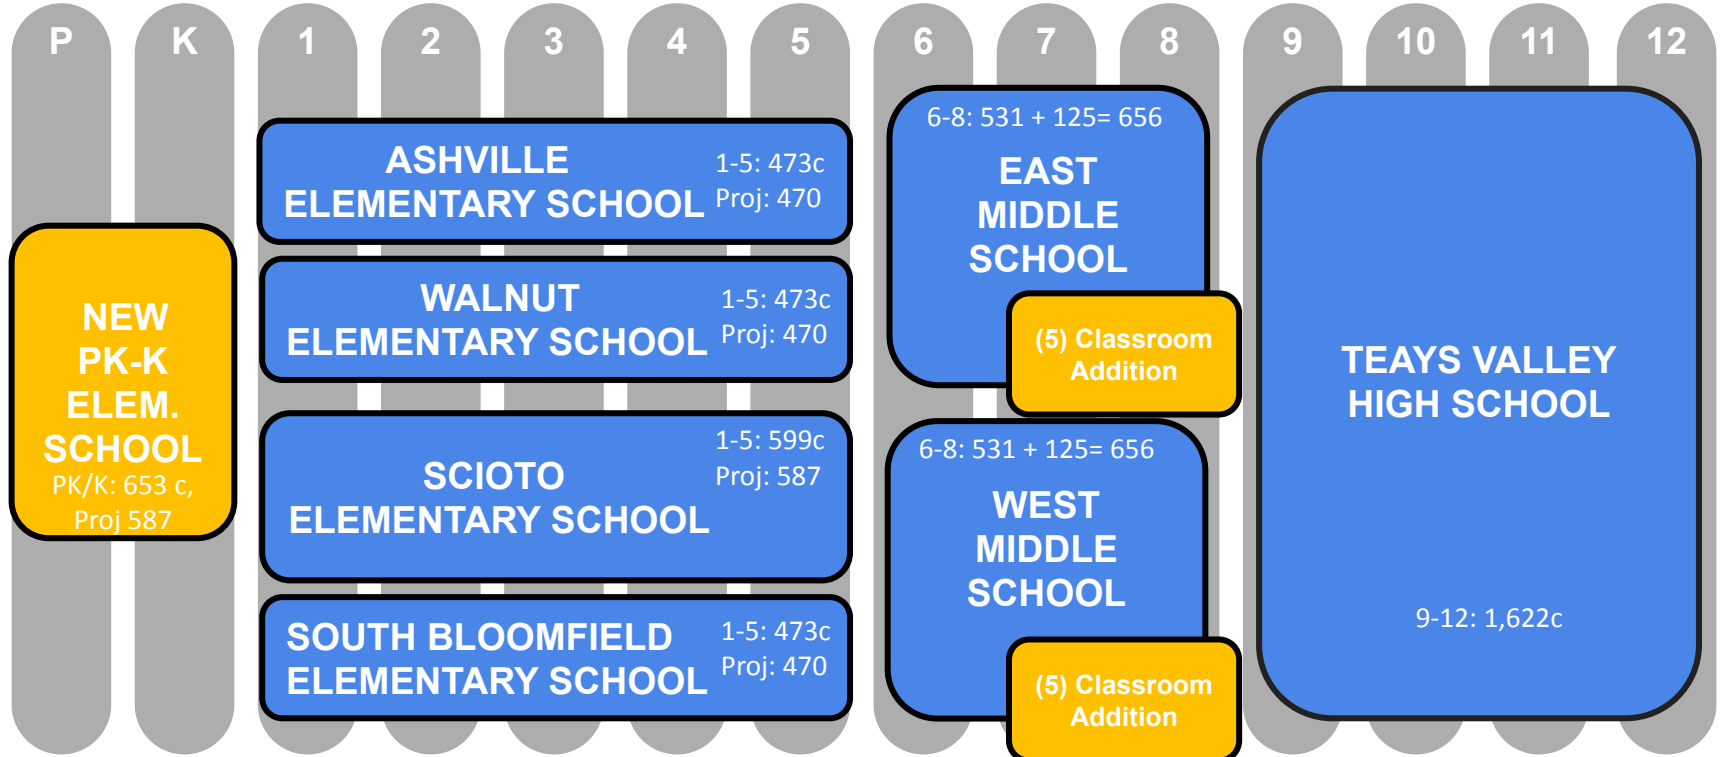 P K 1 2 3 4 5 6 7 8 9 10 11 12
NEW
PK-K
ELEM.
SCHOOL
PK/K: 653 c,
Proj 587
ASHVILLE
ELEMENTARY SCHOOL
1-5: 473c
Proj: 470
WALNUT
ELEMENTARY SCHOOL
1-5: 473c
Proj: 470
SCIOTO
ELEMENTARY SCHOOL
1-5: 599c
Proj: 587
SOUTH BLOOMFIELD
ELEMENTARY SCHOOL
1-5: 473c
Proj: 470
6-8: 531 + 125= 656
EAST
MIDDLE
SCHOOL
(5) Classroom
Addition
6-8: 531 + 125= 656
WEST
MIDDLE
SCHOOL
(5) Classroom
Addition
TEAYS VALLEY
HIGH SCHOOL
9-12: 1,622c